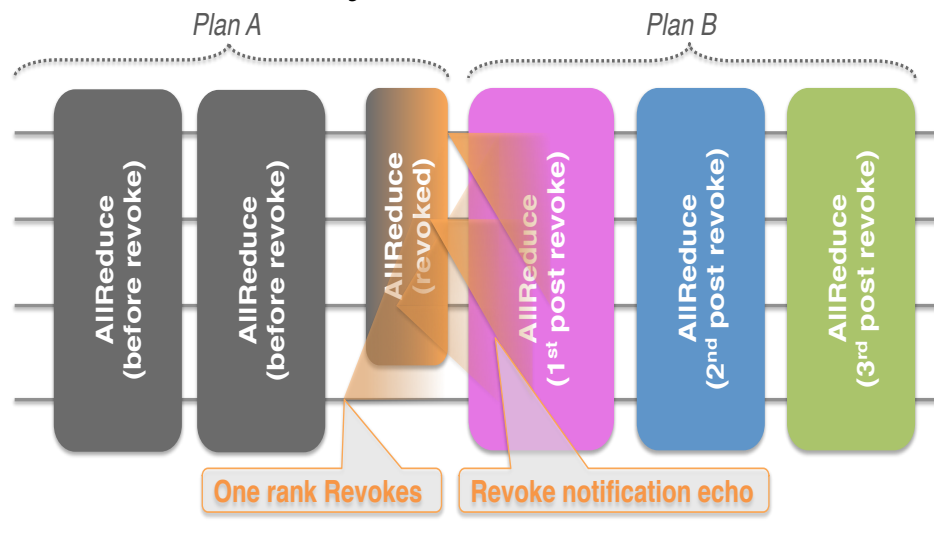 Plan A
Plan B
AllReduce
(before revoke)
AllReduce
(before revoke)
AllReduce
(revoked)
AllReduce
(1st post revoke)
AllReduce
(2nd post revoke)
AllReduce
(3rd post revoke)
One rank Revokes
Revoke notification echo